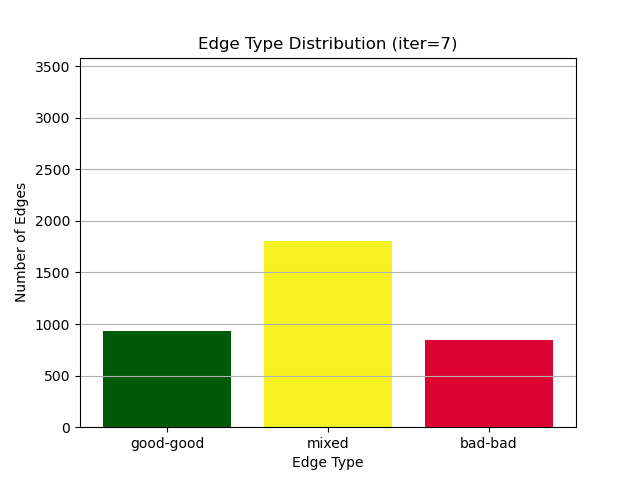 Edge Type Distribution (iter=7)
Number of Edges
3500
3000
2500
2000
1500
1000
500
0
good-good mixed bad-bad
Edge Type